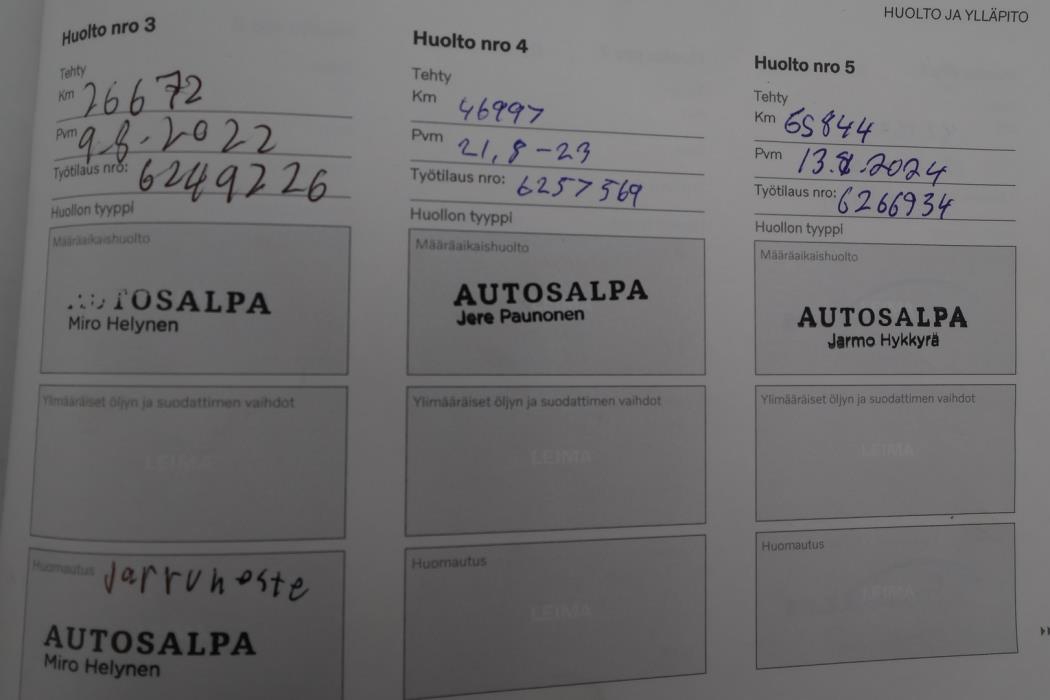 HUOLTO JA YLLÄPITO
Huolto nro 3
Tehty
Km 26672
Pvm 9.8.2022
Työtilaus nro: 6249226
Huollon tyyppi
Määräaikaishuolto
AUTOSALPA
Miro Helynen
Ylimääräiset öljyn ja suodattimen vaihdot
LEIMA
Huomautus Jarruhoste
AUTOSALPA
Miro Helynen
Huolto nro 4
Tehty
Km 46997
Pvm 21,8-23
Työtilaus nro: 6257569
Huollon tyyppi
Määräaikaishuolto
AUTOSALPA
Jere Paunonen
Ylimääräiset öljyn ja suodattimen vaihdot
LEIMA
Huomautus
LEIMA
Huolto nro 5
Tehty
Km 65844
Pvm 13.8.2024
Työtilaus nro: 6266934
Huollon tyyppi
Määräaikaishuolto
LEIMA
AUTOSALPA
Jarmo Hykkyrä
Ylimääräiset öljyn ja suodattimen vaihdot
LEIMA
Huomautus
LEIMA